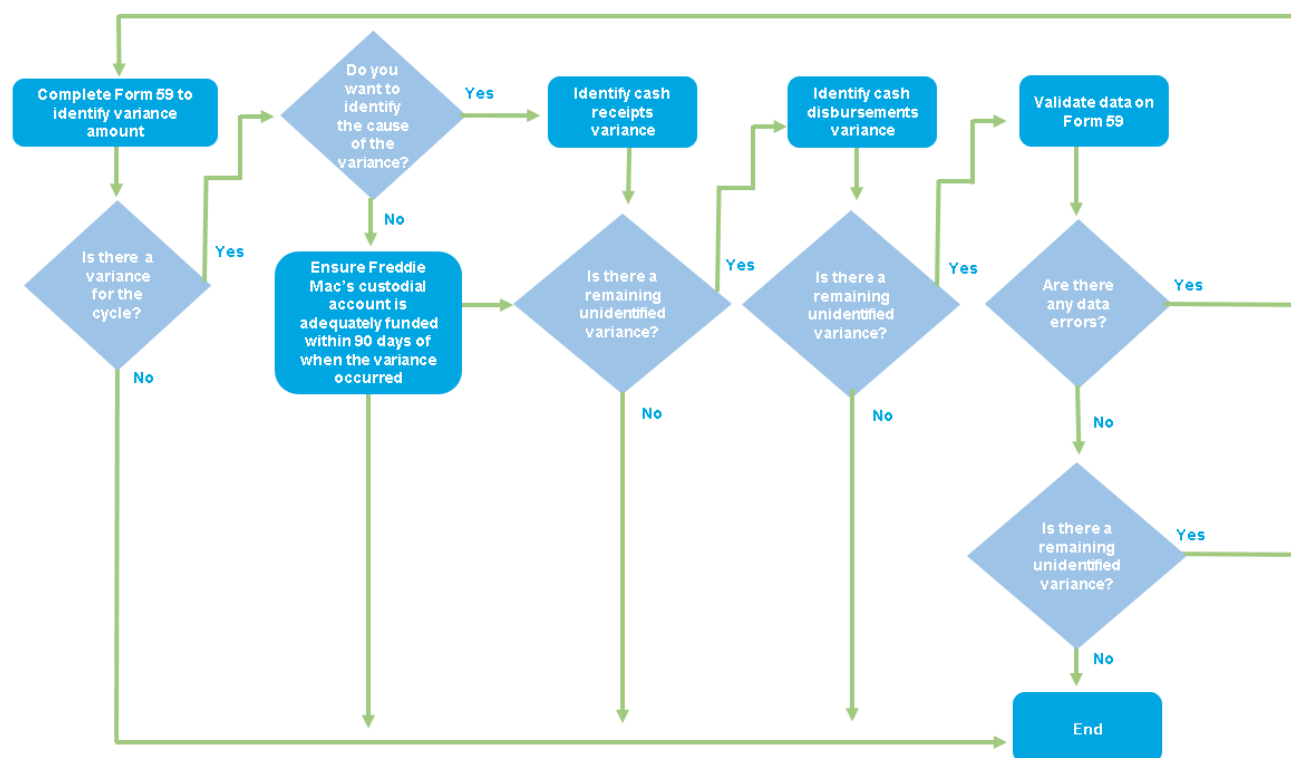 Complete Form 59 to
identify variance
amount
Yes
Is there a
variance
for the
cycle?
No
Do you
want to
identify
the cause
of the
variance?
Yes
No
Ensure Freddie
Mac's custodial
account is
adequately funded
within 90 days of
when the variance
occurred
Identify cash
receipts
variance
Is there a
remaining
unidentified
variance?
Yes
No
Identify cash
disbursements
variance
Is there a
remaining
unidentified
variance?
Yes
No
Validate data on
Form 59
Are there
any data
errors?
Yes
No
Is there a
remaining
unidentified
variance?
Yes
No
End